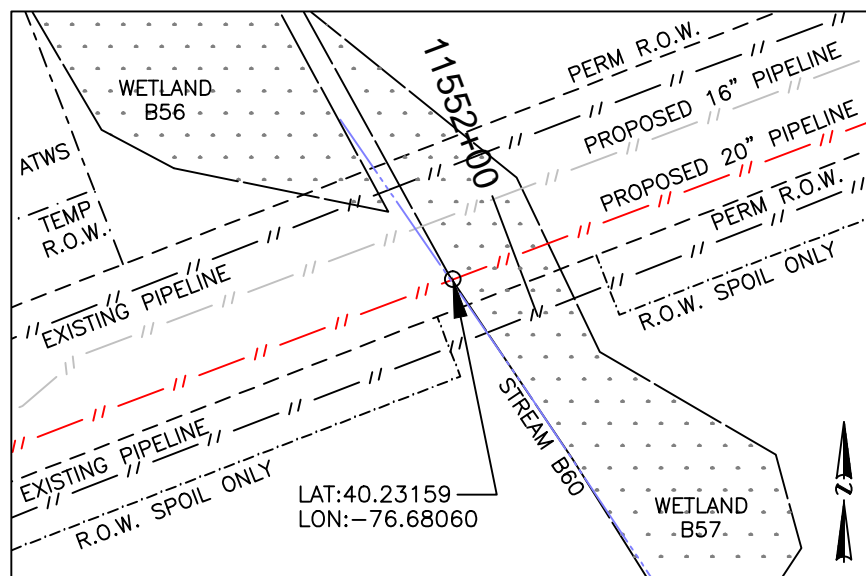 PERM R.O.W.
11552+00
WETLAND
B56
PROPOSED 16" PIPELINE
PROPOSED 20" PIPELINE
ATWS
TEMP
R.O.W.
PERM R.O.W.
EXISTING PIPELINE
R.O.W. SPOIL ONLY
STREAM B60
EXISTING PIPELINE
R.O.W. SPOIL ONLY
LAT:40.23159
LON:-76.68060
WETLAND
B57
N